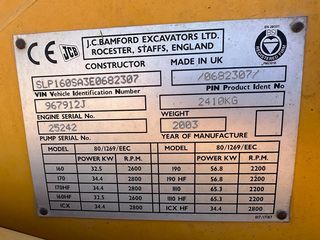 CE JCB J.C.BAMFORD EXCAVATORS LTD.
ROCESTER, STAFFS, ENGLAND
CONSTRUCTOR MADE IN UK
SLP160SA3E0682307 /0682307/
VIN Vehicle Identification Number PIN Product Ident No
967912J 2410KG
ENGINE SERIAL No. WEIGHT
25242 2003
PUMP SERIAL No. YEAR OF MANUFACTURE
MODEL 80/1269/EEC MODEL 80/1269/EEC
POWER KW R.P.M. POWER KW R.P.M.
160 32.5 2600 190 56.8 2200
170 34.4 2800 190 HF 56.8 2200
170HF 34.4 2800 1110 65.3 2200
160HF 32.5 2600 1110 HF 65.3 2200
1CX 34.4 2800 1CX HF 34.4 2800
817/17187